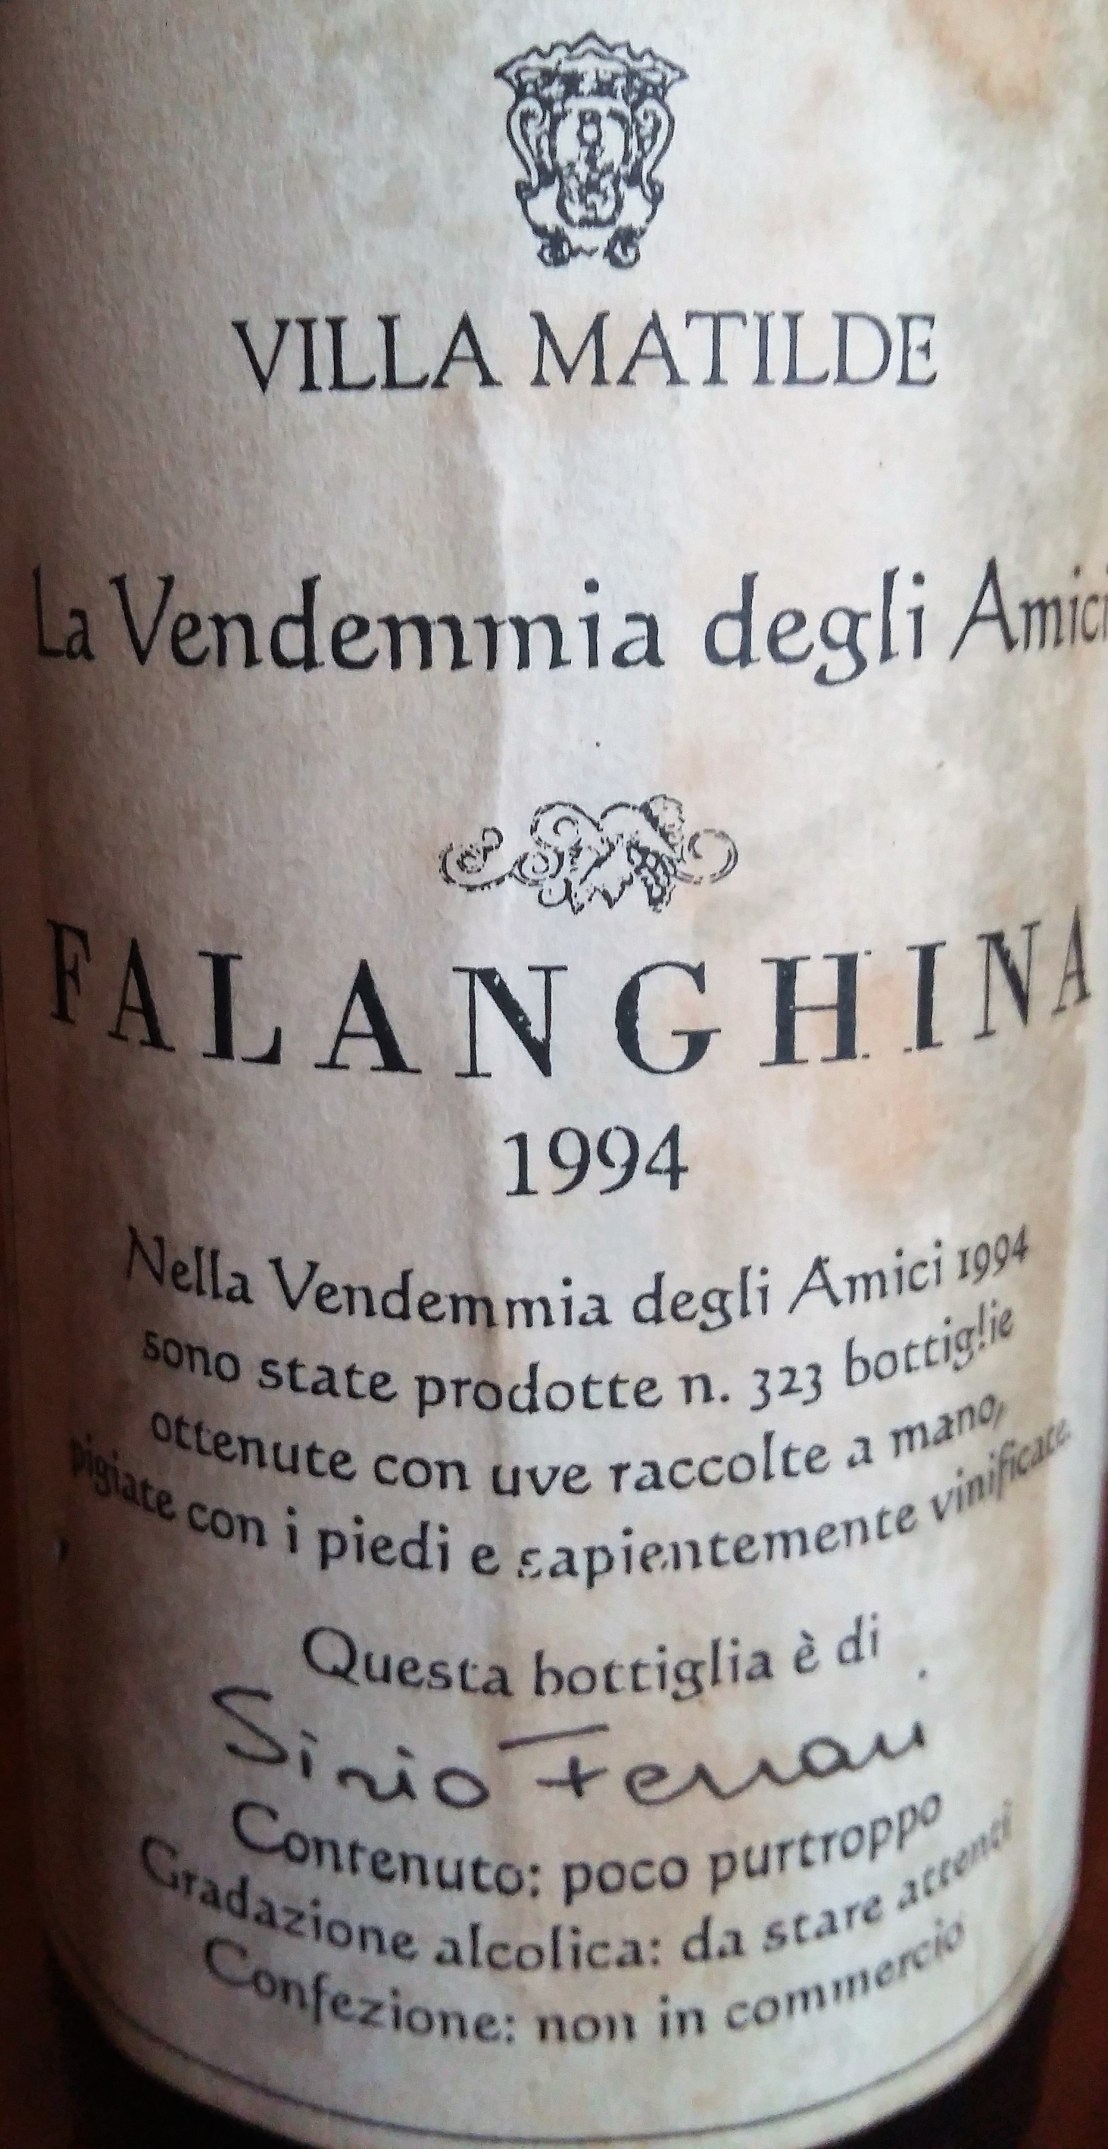 VILLA MATILDE
La Vendemmia degli Amici
FALANGHINA
1994
Nella Vendemmia degli Amici 1994
sono state prodotte n. 323 bottiglie
ottenute con uve raccolte a mano,
pigiate con i piedi e sapientemente vinificate.
Questa bottiglia è di
Sirio Ferrari
Contenuto: poco purtroppo
Gradazione alcolica: da stare attenti
Confezione: non in commercio